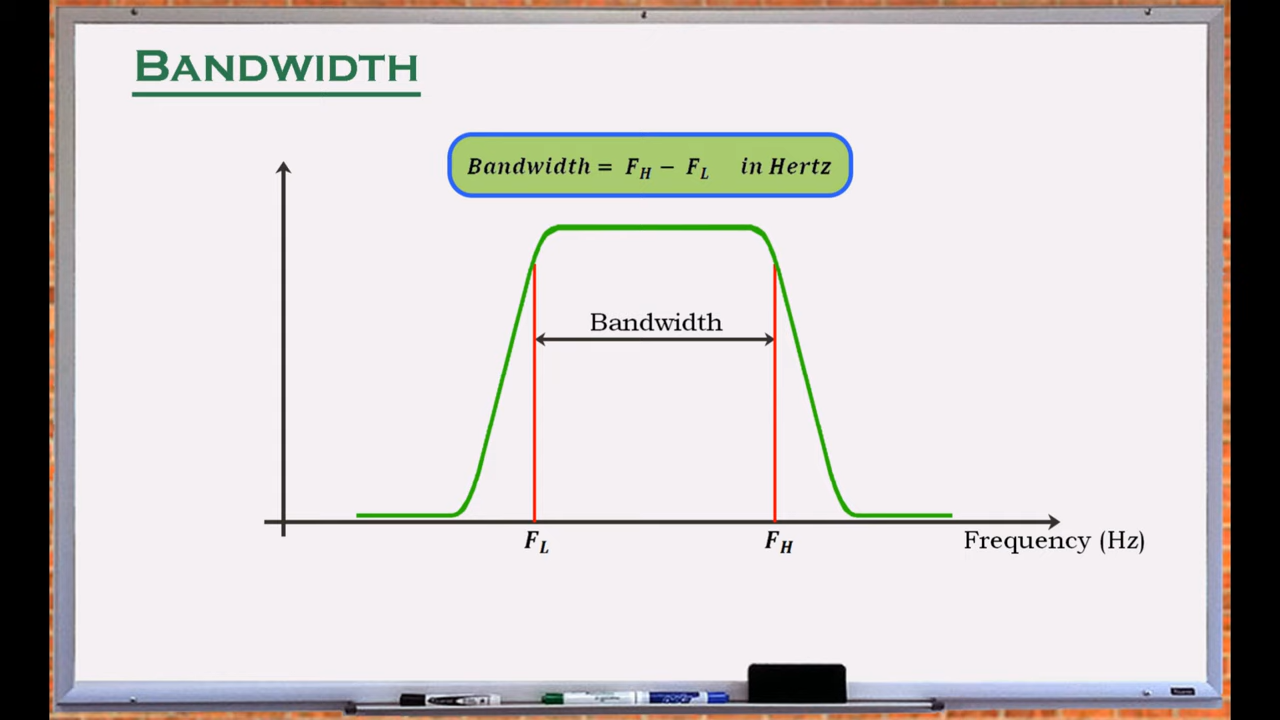 BANDWIDTH
Bandwidth = F_H − F_L in Hertz
Bandwidth
F_L
F_H
Frequency (Hz)